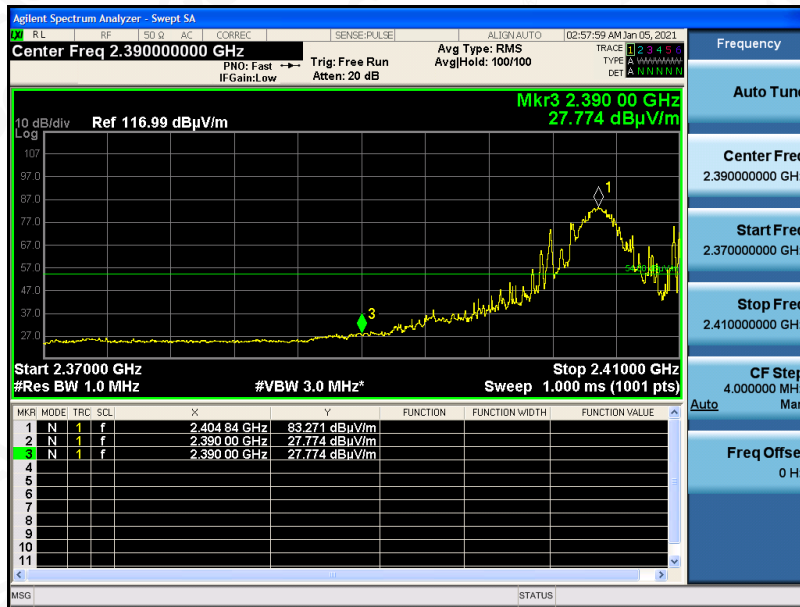 Agilent Spectrum Analyzer - Swept SA
LXI RL RF 50 Ω AC CORREC SENSE:PULSE ALIGN AUTO 02:57:59 AM Jan 05, 2021
Center Freq 2.390000000 GHz
PNO: Fast
IFGain:Low
Trig: Free Run
Atten: 20 dB
Avg Type: RMS
Avg|Hold: 100/100
TRACE 1 2 3 4 5 6
TYPE A WWWWW
DET A N N N N N
Mkr3 2.390 00 GHz
27.774 dBµV/m
10 dB/div Ref 116.99 dBµV/m
Log
107
97.0
87.0
77.0
67.0
57.0
47.0
37.0
27.0
1
3
Start 2.37000 GHz Stop 2.41000 GHz
#Res BW 1.0 MHz #VBW 3.0 MHz* Sweep 1.000 ms (1001 pts)
MKR MODE TRC SCL X Y FUNCTION FUNCTION WIDTH FUNCTION VALUE
1 N 1 f 2.404 84 GHz 83.271 dBµV/m
2 N 1 f 2.390 00 GHz 27.774 dBµV/m
3 N 1 f 2.390 00 GHz 27.774 dBµV/m
4
5
6
7
8
9
10
11
MSG STATUS
Frequency
Auto Tune
Center Freq
2.390000000 GHz
Start Freq
2.370000000 GHz
Stop Freq
2.410000000 GHz
CF Step
4.000000 MHz
Auto Man
Freq Offset
0 Hz